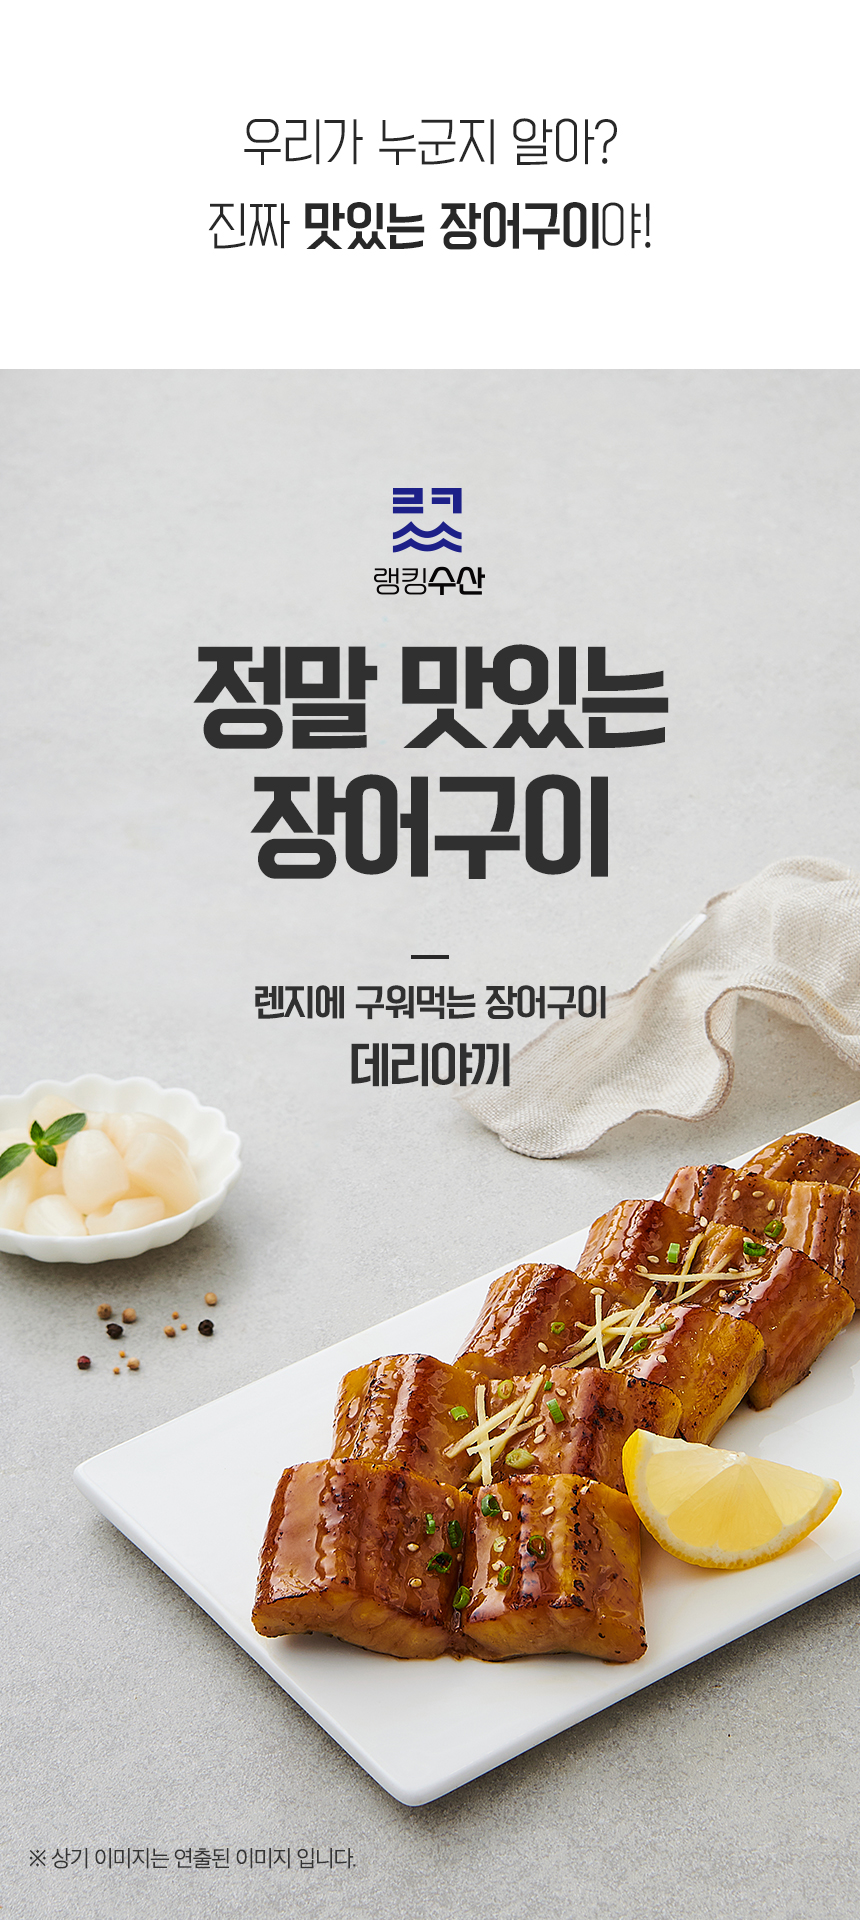 우리가 누군지 알아?
진짜 맛있는 장어구이야!
랭킹수산
정말 맛있는
장어구이
렌지에 구워먹는 장어구이
데리야끼
※ 상기 이미지는 연출된 이미지 입니다.